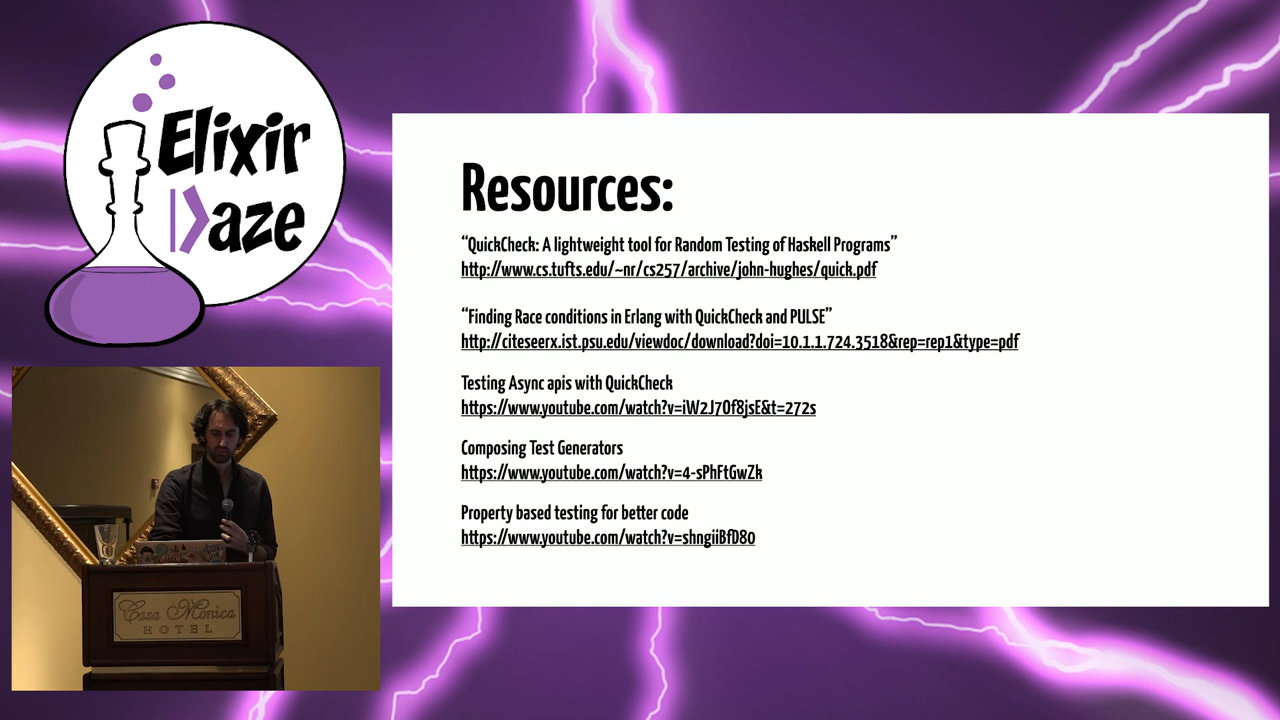 Elixir
Daze
Resources:
“QuickCheck: A lightweight tool for Random Testing of Haskell Programs”
http://www.cs.tufts.edu/~nr/cs257/archive/john-hughes/quick.pdf
“Finding Race conditions in Erlang with QuickCheck and PULSE”
http://citeseerx.ist.psu.edu/viewdoc/download?doi=10.1.1.724.3518&rep=rep1&type=pdf
Testing Async apis with QuickCheck
https://www.youtube.com/watch?v=iW2J7Of8jsE&t=272s
Composing Test Generators
https://www.youtube.com/watch?v=4-sPhFtGwZk
Property based testing for better code
https://www.youtube.com/watch?v=shngiiBfD80
Casa Monica
HOTEL